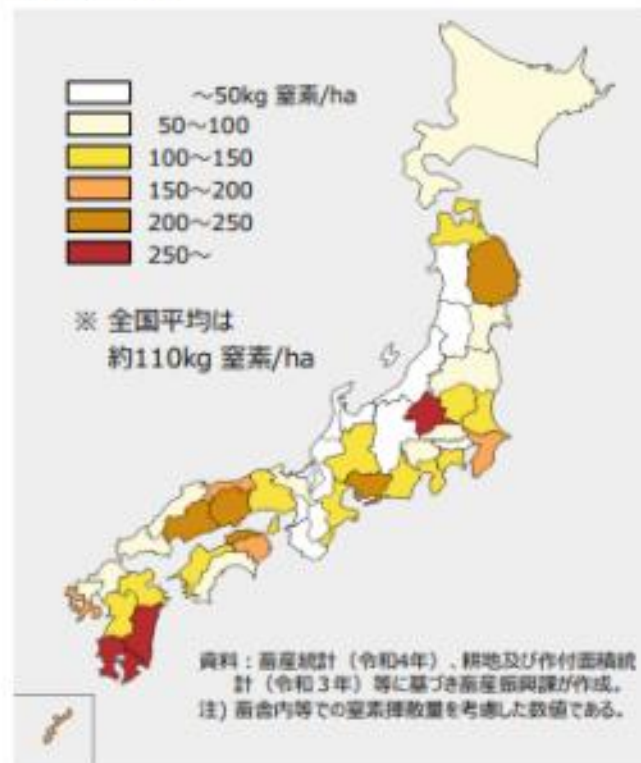 ～50kg 窒素/ha
50～100
100～150
150～200
200～250
250～
※ 全国平均は
約110kg 窒素/ha
資料：畜産統計（令和4年）、耕地及び作付面積統
計（令和３年）等に基づき畜産振興課が作成。
注）畜舎内等での窒素揮散量を考慮した数値である。